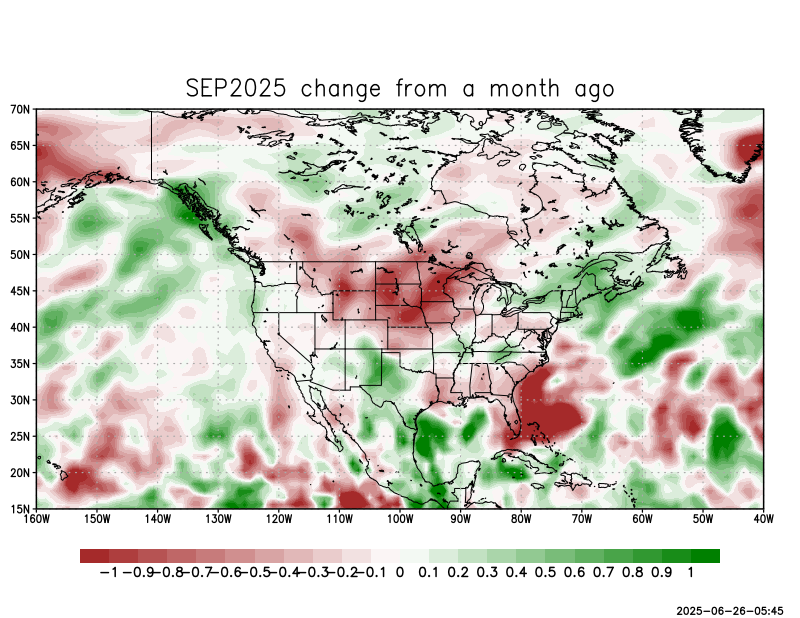 SEP2025 change from a month ago
70N
65N
60N
55N
50N
45N
40N
35N
30N
25N
20N
15N
160W 150W 140W 130W 120W 110W 100W 90W 80W 70W 60W 50W 40W
-1 -0.9 -0.8 -0.7 -0.6 -0.5 -0.4 -0.3 -0.2 -0.1 0 0.1 0.2 0.3 0.4 0.5 0.6 0.7 0.8 0.9 1
2025-06-26-05:45